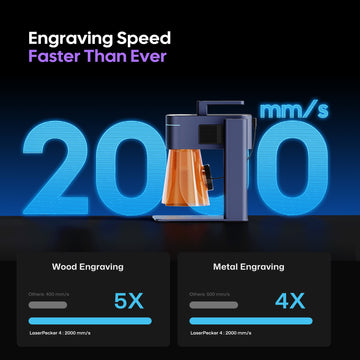 Engraving Speed
Faster Than Ever
2000 mm/s
Wood Engraving
Others: 400 mm/s
5X
LaserPecker 4 : 2000 mm/s
Metal Engraving
Others: 500 mm/s
4X
LaserPecker 4 : 2000 mm/s